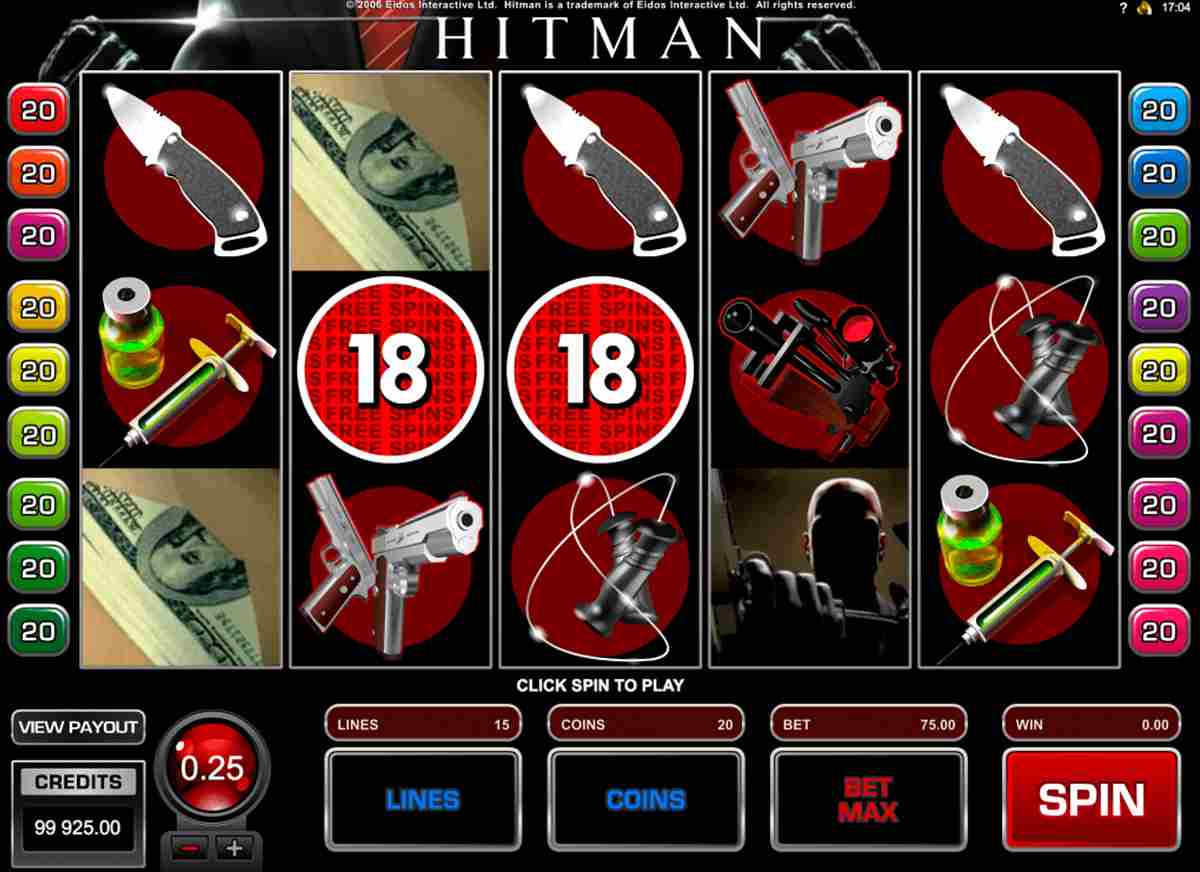 © 2006 Eidos Interactive Ltd. Hitman is a trademark of Eidos Interactive Ltd. All rights reserved.
? 17:04
HITMAN
20 20
20 20
20 20
20 FREE SPINS 18 FREE SPINS 18 20
20 20
20 20
20 20
20 20
20 20
CLICK SPIN TO PLAY
VIEW PAYOUT
LINES 15 COINS 20 BET 75.00 WIN 0.00
0.25
CREDITS
99 925.00
LINES COINS BET MAX SPIN
- +